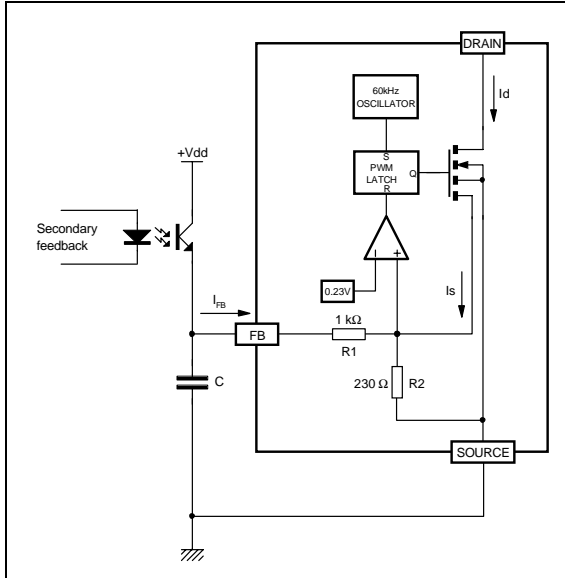 DRAIN
60kHz
OSCILLATOR
Id
+Vdd
S
PWM
LATCH
Q
R
Secondary
feedback
0.23V
Is
I_FB
1 kΩ
FB
R1
230 Ω
R2
C
SOURCE